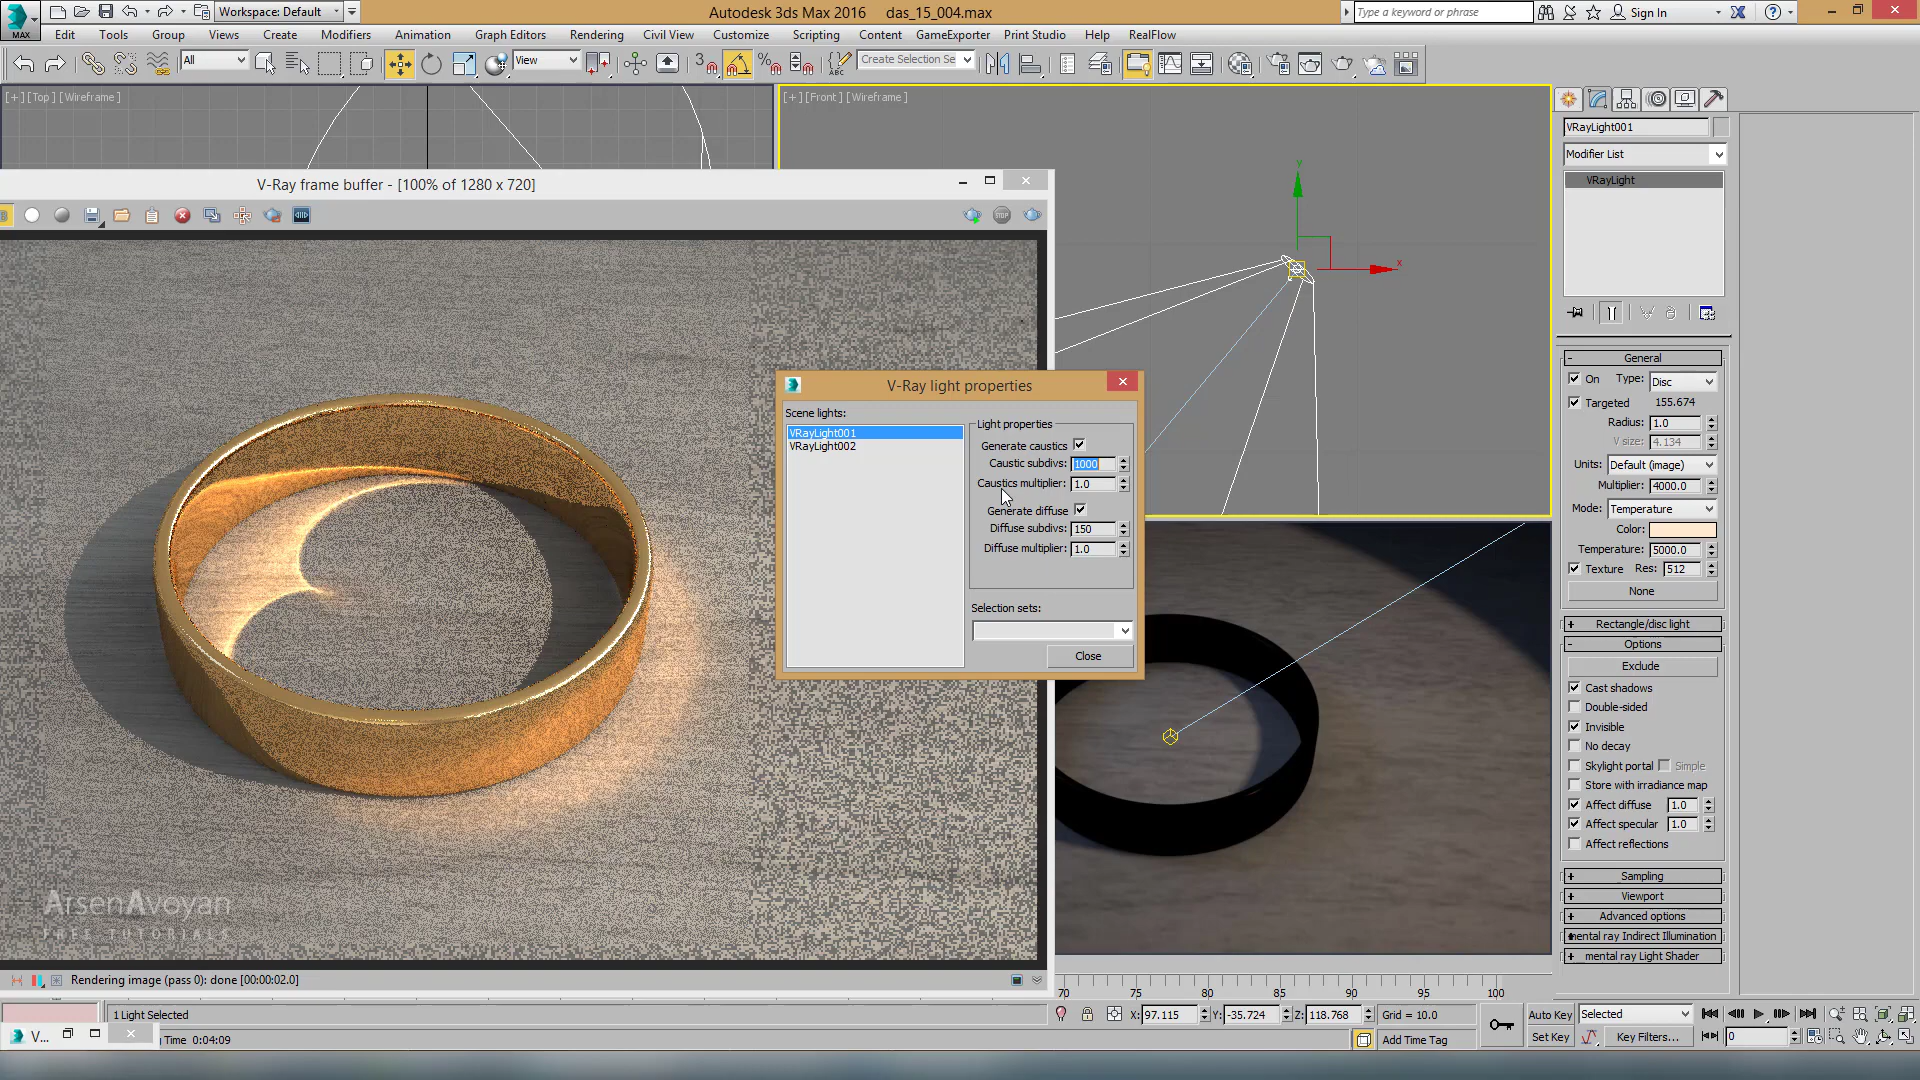 MAX
Workspace: Default
Autodesk 3ds Max 2016
das_15_004.max
Type a keyword or phrase
Sign In
Edit Tools Group Views Create Modifiers Animation Graph Editors Rendering Civil View Customize Scripting Content GameExporter Print Studio Help RealFlow
All
View
3
ABC
Create Selection Se
[+] [Top] [Wireframe]
[+] [Front] [Wireframe]
y
x
V-Ray frame buffer - [100% of 1280 x 720]
STOP
ArsenAvoyan
FREE TUTORIALS
Rendering image (pass 0): done [00:00:02.0]
V-Ray light properties
Scene lights:
VRayLight001
VRayLight002
Light properties
Generate caustics
Caustic subdivs: 1000
Caustics multiplier: 1.0
Generate diffuse
Diffuse subdivs: 150
Diffuse multiplier: 1.0
Selection sets:
Close
VRayLight001
Modifier List
VRayLight
- General
On Type: Disc
Targeted 155.674
Radius: 1.0
V size: 4.134
Units: Default (image)
Multiplier: 4000.0
Mode: Temperature
Color:
Temperature: 5000.0
Texture Res: 512
None
+ Rectangle/disc light
- Options
Exclude
Cast shadows
Double-sided
Invisible
No decay
Skylight portal Simple
Store with irradiance map
Affect diffuse 1.0
Affect specular 1.0
Affect reflections
+ Sampling
+ Viewport
+ Advanced options
mental ray Indirect Illumination
+ mental ray Light Shader
70 75 80 85 90 95 100
1 Light Selected
X: 97.115 Y: -35.724 Z: 118.768 Grid = 10.0
Auto Key Selected
V...
Time 0:04:09
Add Time Tag
Set Key Key Filters... 0